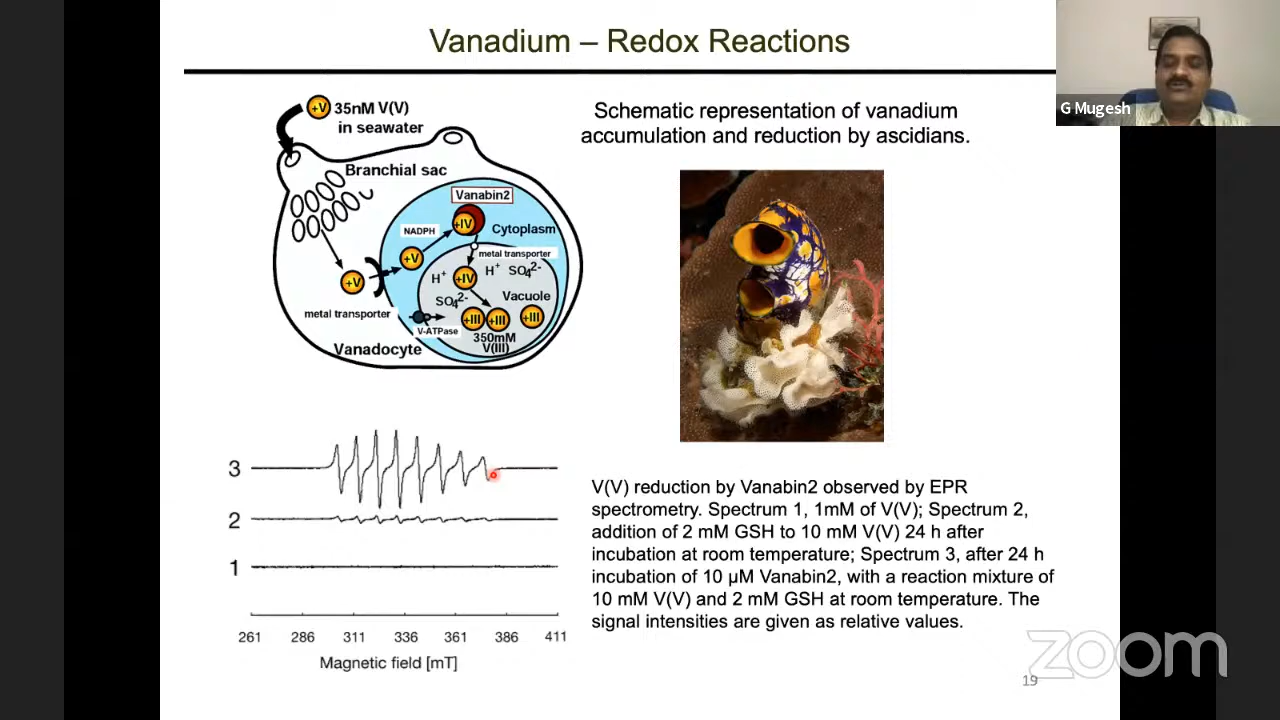 Vanadium – Redox Reactions
G Mugesh
+V 35nM V(V)
in seawater
Branchial sac
Vanabin2
+IV
NADPH
Cytoplasm
+V
metal transporter
+V
H+ +IV H+ SO42-
SO42-
Vacuole
metal transporter
+III +III +III
V-ATPase
350mM
V(III)
Vanadocyte
Schematic representation of vanadium
accumulation and reduction by ascidians.
3
2
1
261 286 311 336 361 386 411
Magnetic field [mT]
V(V) reduction by Vanabin2 observed by EPR
spectrometry. Spectrum 1, 1mM of V(V); Spectrum 2,
addition of 2 mM GSH to 10 mM V(V) 24 h after
incubation at room temperature; Spectrum 3, after 24 h
incubation of 10 μM Vanabin2, with a reaction mixture of
10 mM V(V) and 2 mM GSH at room temperature. The
signal intensities are given as relative values.
zoom
19